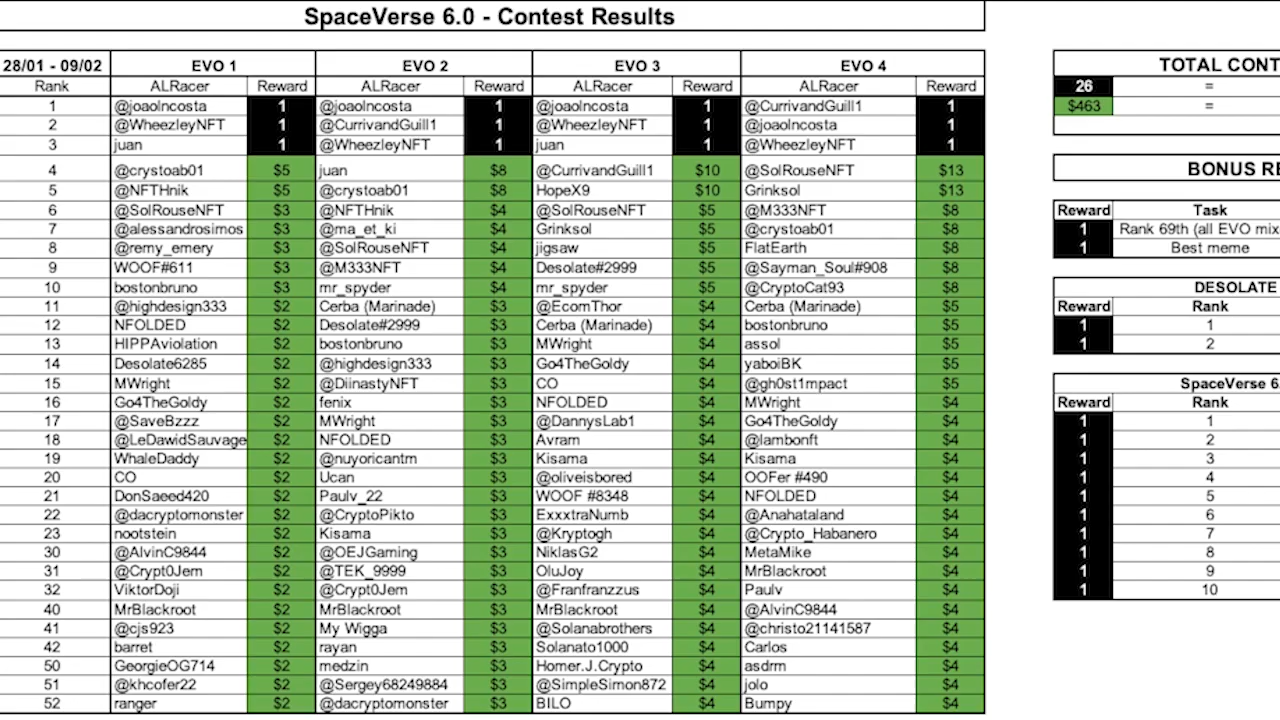 SpaceVerse 6.0 - Contest Results
28/01 - 09/02 EVO 1 EVO 2 EVO 3 EVO 4
Rank ALRacer Reward ALRacer Reward ALRacer Reward ALRacer Reward
1 @joaolncosta 1 @joaolncosta 1 @joaolncosta 1 @CurrivandGuill1 1
2 @WheezleyNFT 1 @CurrivandGuill1 1 @WheezleyNFT 1 @joaolncosta 1
3 juan 1 @WheezleyNFT 1 juan 1 @WheezleyNFT 1
4 @crystoab01 $5 juan $8 @CurrivandGuill1 $10 @SolRouseNFT $13
5 @NFTHnik $5 @crystoab01 $8 HopeX9 $10 Grinksol $13
6 @SolRouseNFT $3 @NFTHnik $4 @SolRouseNFT $5 @M333NFT $8
7 @alessandrosimos $3 @ma_et_ki $4 Grinksol $5 @crystoab01 $8
8 @remy_emery $3 @SolRouseNFT $4 jigsaw $5 FlatEarth $8
9 WOOF#611 $3 @M333NFT $4 Desolate#2999 $5 @Sayman_Soul#908 $8
10 bostonbruno $3 mr_spyder $4 mr_spyder $5 @CryptoCat93 $8
11 @highdesign333 $2 Cerba (Marinade) $3 @EcomThor $4 Cerba (Marinade) $5
12 NFOLDED $2 Desolate#2999 $3 Cerba (Marinade) $4 bostonbruno $5
13 HIPPAviolation $2 bostonbruno $3 MWright $4 assol $5
14 Desolate6285 $2 @highdesign333 $3 Go4TheGoldy $4 yaboiBK $5
15 MWright $2 @DiinastyNFT $3 CO $4 @gh0st1mpact $5
16 Go4TheGoldy $2 fenix $3 NFOLDED $4 MWright $4
17 @SaveBzzz $2 MWright $3 @DannysLab1 $4 Go4TheGoldy $4
18 @LeDawidSauvage $2 NFOLDED $3 Avram $4 @lambonft $4
19 WhaleDaddy $2 @nuyoricantm $3 Kisama $4 Kisama $4
20 CO $2 Ucan $3 @oliveisbored $4 OOFer #490 $4
21 DonSaeed420 $2 Paulv_22 $3 WOOF #8348 $4 NFOLDED $4
22 @dacryptomonster $2 @CryptoPikto $3 ExxxtraNumb $4 @Anahataland $4
23 nootstein $2 Kisama $3 @Kryptogh $4 @Crypto_Habanero $4
30 @AlvinC9844 $2 @OEJGaming $3 NiklasG2 $4 MetaMike $4
31 @Crypt0Jem $2 @TEK_9999 $3 OluJoy $4 MrBlackroot $4
32 ViktorDoji $2 @Crypt0Jem $3 @Franfranzzus $4 Paulv $4
40 MrBlackroot $2 MrBlackroot $3 MrBlackroot $4 @AlvinC9844 $4
41 @cjs923 $2 My Wigga $3 @Solanabrothers $4 @christo21141587 $4
42 barret $2 rayan $3 Solanato1000 $4 Carlos $4
50 GeorgieOG714 $2 medzin $3 Homer.J.Crypto $4 asdrm $4
51 @khcofer22 $2 @Sergey68249884 $3 @SimpleSimon872 $4 jolo $4
52 ranger $2 @dacryptomonster $3 BILO $4 Bumpy $4
TOTAL CONT
26 =
$463 =
BONUS RE
Reward Task
1 Rank 69th (all EVO mix
1 Best meme
DESOLATE
Reward Rank
1 1
1 2
SpaceVerse 6.
Reward Rank
1 1
1 2
1 3
1 4
1 5
1 6
1 7
1 8
1 9
1 10